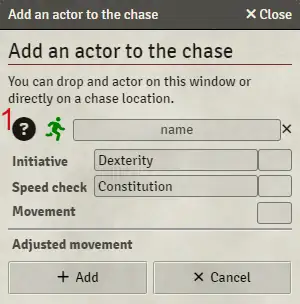 Add an actor to the chase ✕ Close
Add an actor to the chase
You can drop and actor on this window or
directly on a chase location.
1 ? name ✕
Initiative Dexterity
Speed check Constitution
Movement
Adjusted movement
+ Add ✕ Cancel